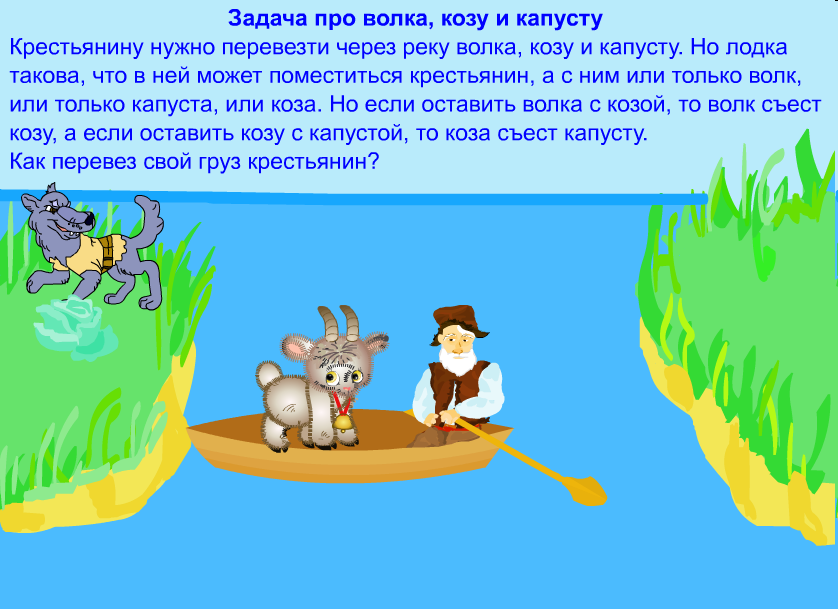 Задача про волка, козу и капусту
Крестьянину нужно перевезти через реку волка, козу и капусту. Но лодка
такова, что в ней может поместиться крестьянин, а с ним или только волк,
или только капуста, или коза. Но если оставить волка с козой, то волк съест
козу, а если оставить козу с капустой, то коза съест капусту.
Как перевез свой груз крестьянин?